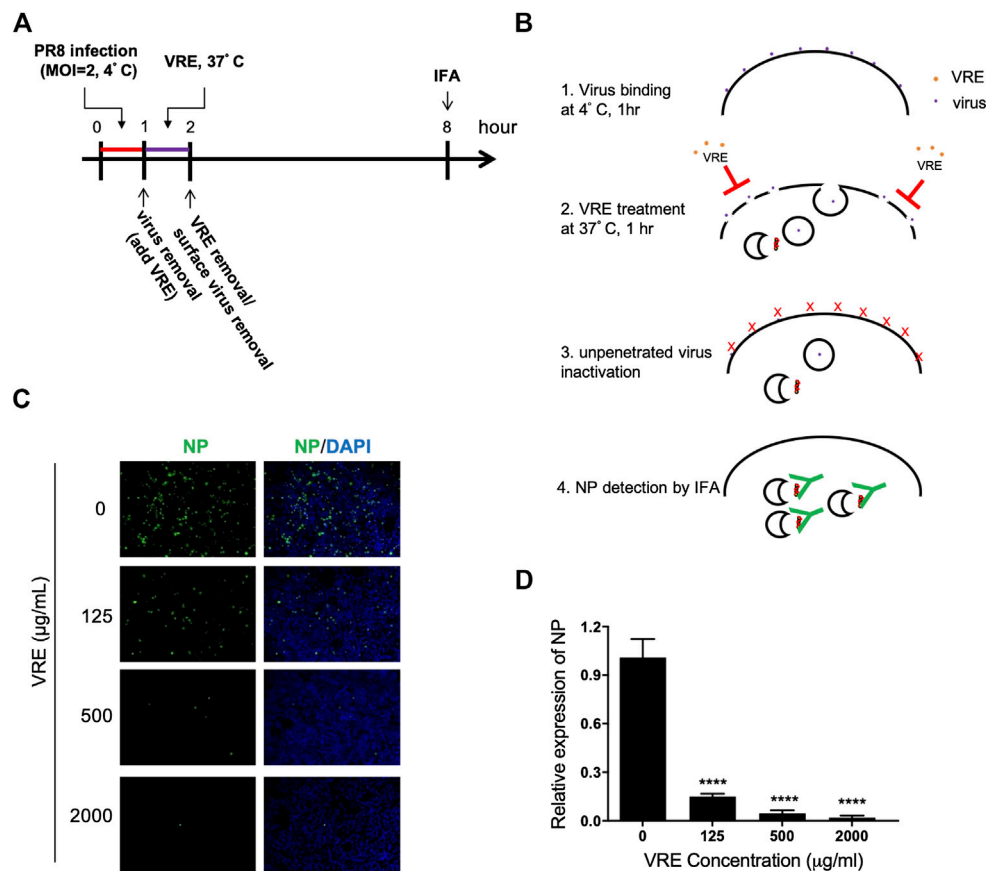 A
PR8 infection
(MOI=2, 4°C)
VRE, 37°C
IFA
0
1
2
8
hour
virus removal
(add VRE)
VRE removal/
surface virus removal
B
1. Virus binding
at 4°C, 1hr
VRE
virus
VRE
VRE
2. VRE treatment
at 37°C, 1 hr
3. unpenetrated virus
inactivation
4. NP detection by IFA
C
NP
NP/DAPI
VRE (μg/mL)
0
125
500
2000
D
Relative expression of NP
1.2
0.9
0.6
0.3
0.0
****
****
****
0
125
500
2000
VRE Concentration (μg/ml)